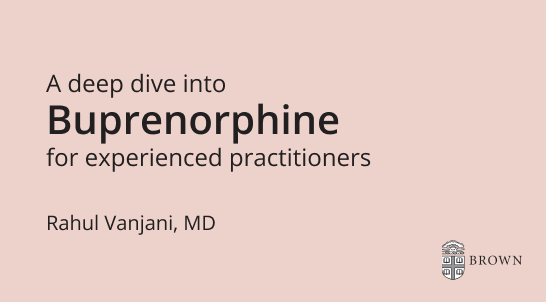 A deep dive into
Buprenorphine
for experienced practitioners
Rahul Vanjani, MD
BROWN